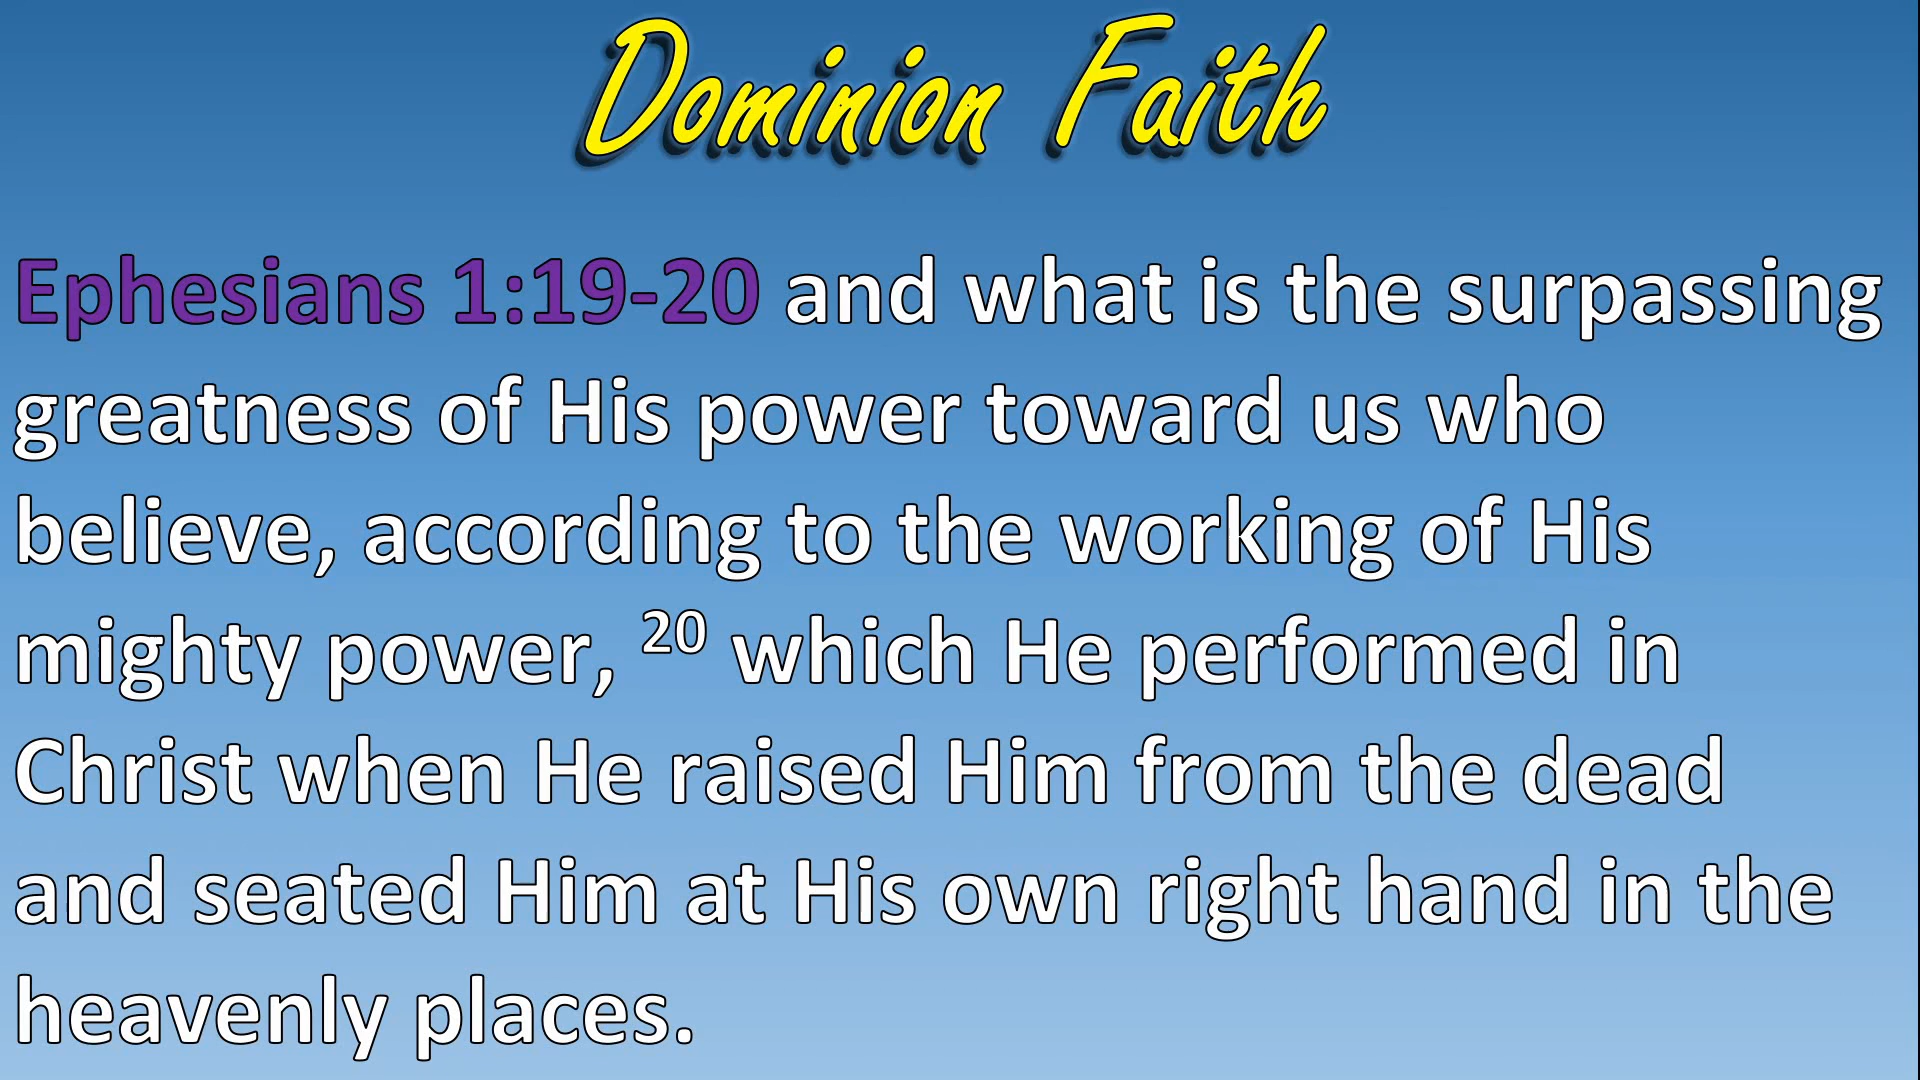 Dominion Faith
Ephesians 1:19-20 and what is the surpassing
greatness of His power toward us who
believe, according to the working of His
mighty power, 20 which He performed in
Christ when He raised Him from the dead
and seated Him at His own right hand in the
heavenly places.